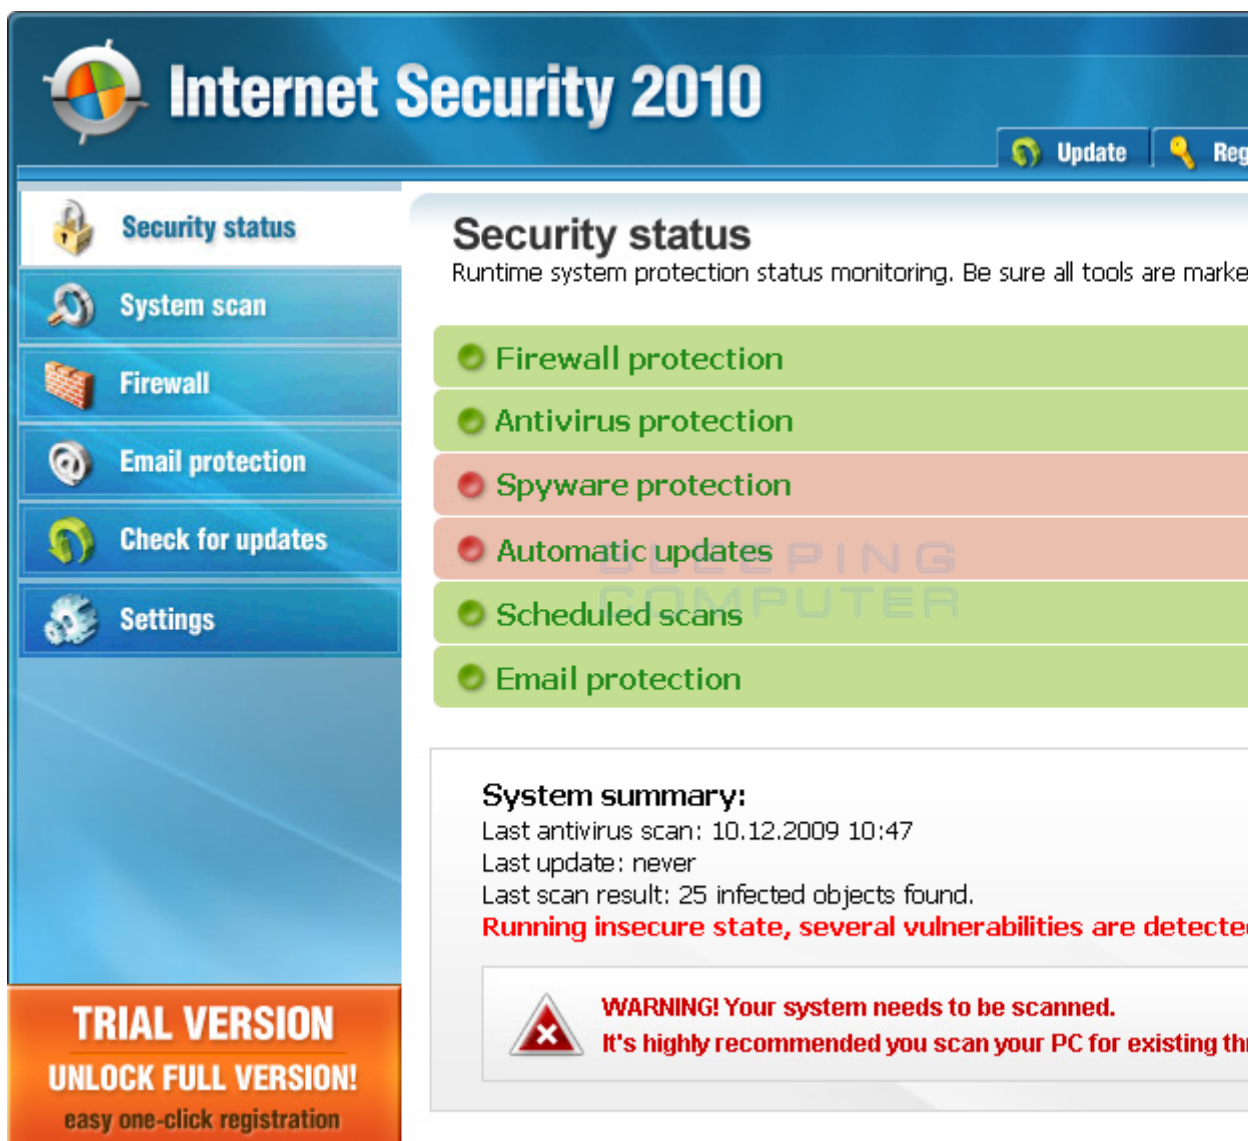 Internet Security 2010
Update
Reg
Security status
System scan
Firewall
Email protection
Check for updates
Settings
TRIAL VERSION
UNLOCK FULL VERSION!
easy one-click registration
Security status
Runtime system protection status monitoring. Be sure all tools are marke
Firewall protection
Antivirus protection
Spyware protection
Automatic updates
Scheduled scans
Email protection
BLEEPING
COMPUTER
System summary:
Last antivirus scan: 10.12.2009 10:47
Last update: never
Last scan result: 25 infected objects found.
Running insecure state, several vulnerabilities are detecte
WARNING! Your system needs to be scanned.
It's highly recommended you scan your PC for existing thr